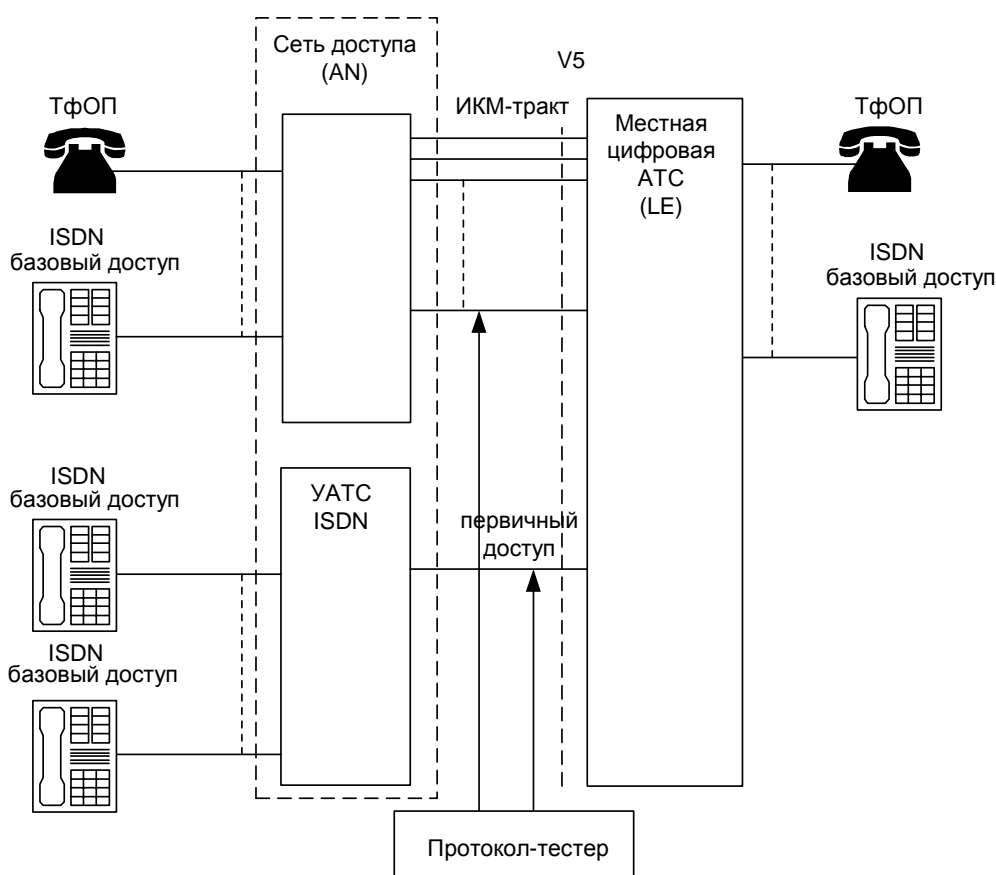 Сеть доступа
(AN)
V5
ТфОП
ИКМ-тракт
Местная
цифровая
АТС
(LE)
ТфОП
ISDN
базовый доступ
ISDN
базовый доступ
ISDN
базовый доступ
УАТС
ISDN
первичный
доступ
ISDN
базовый доступ
Протокол-тестер